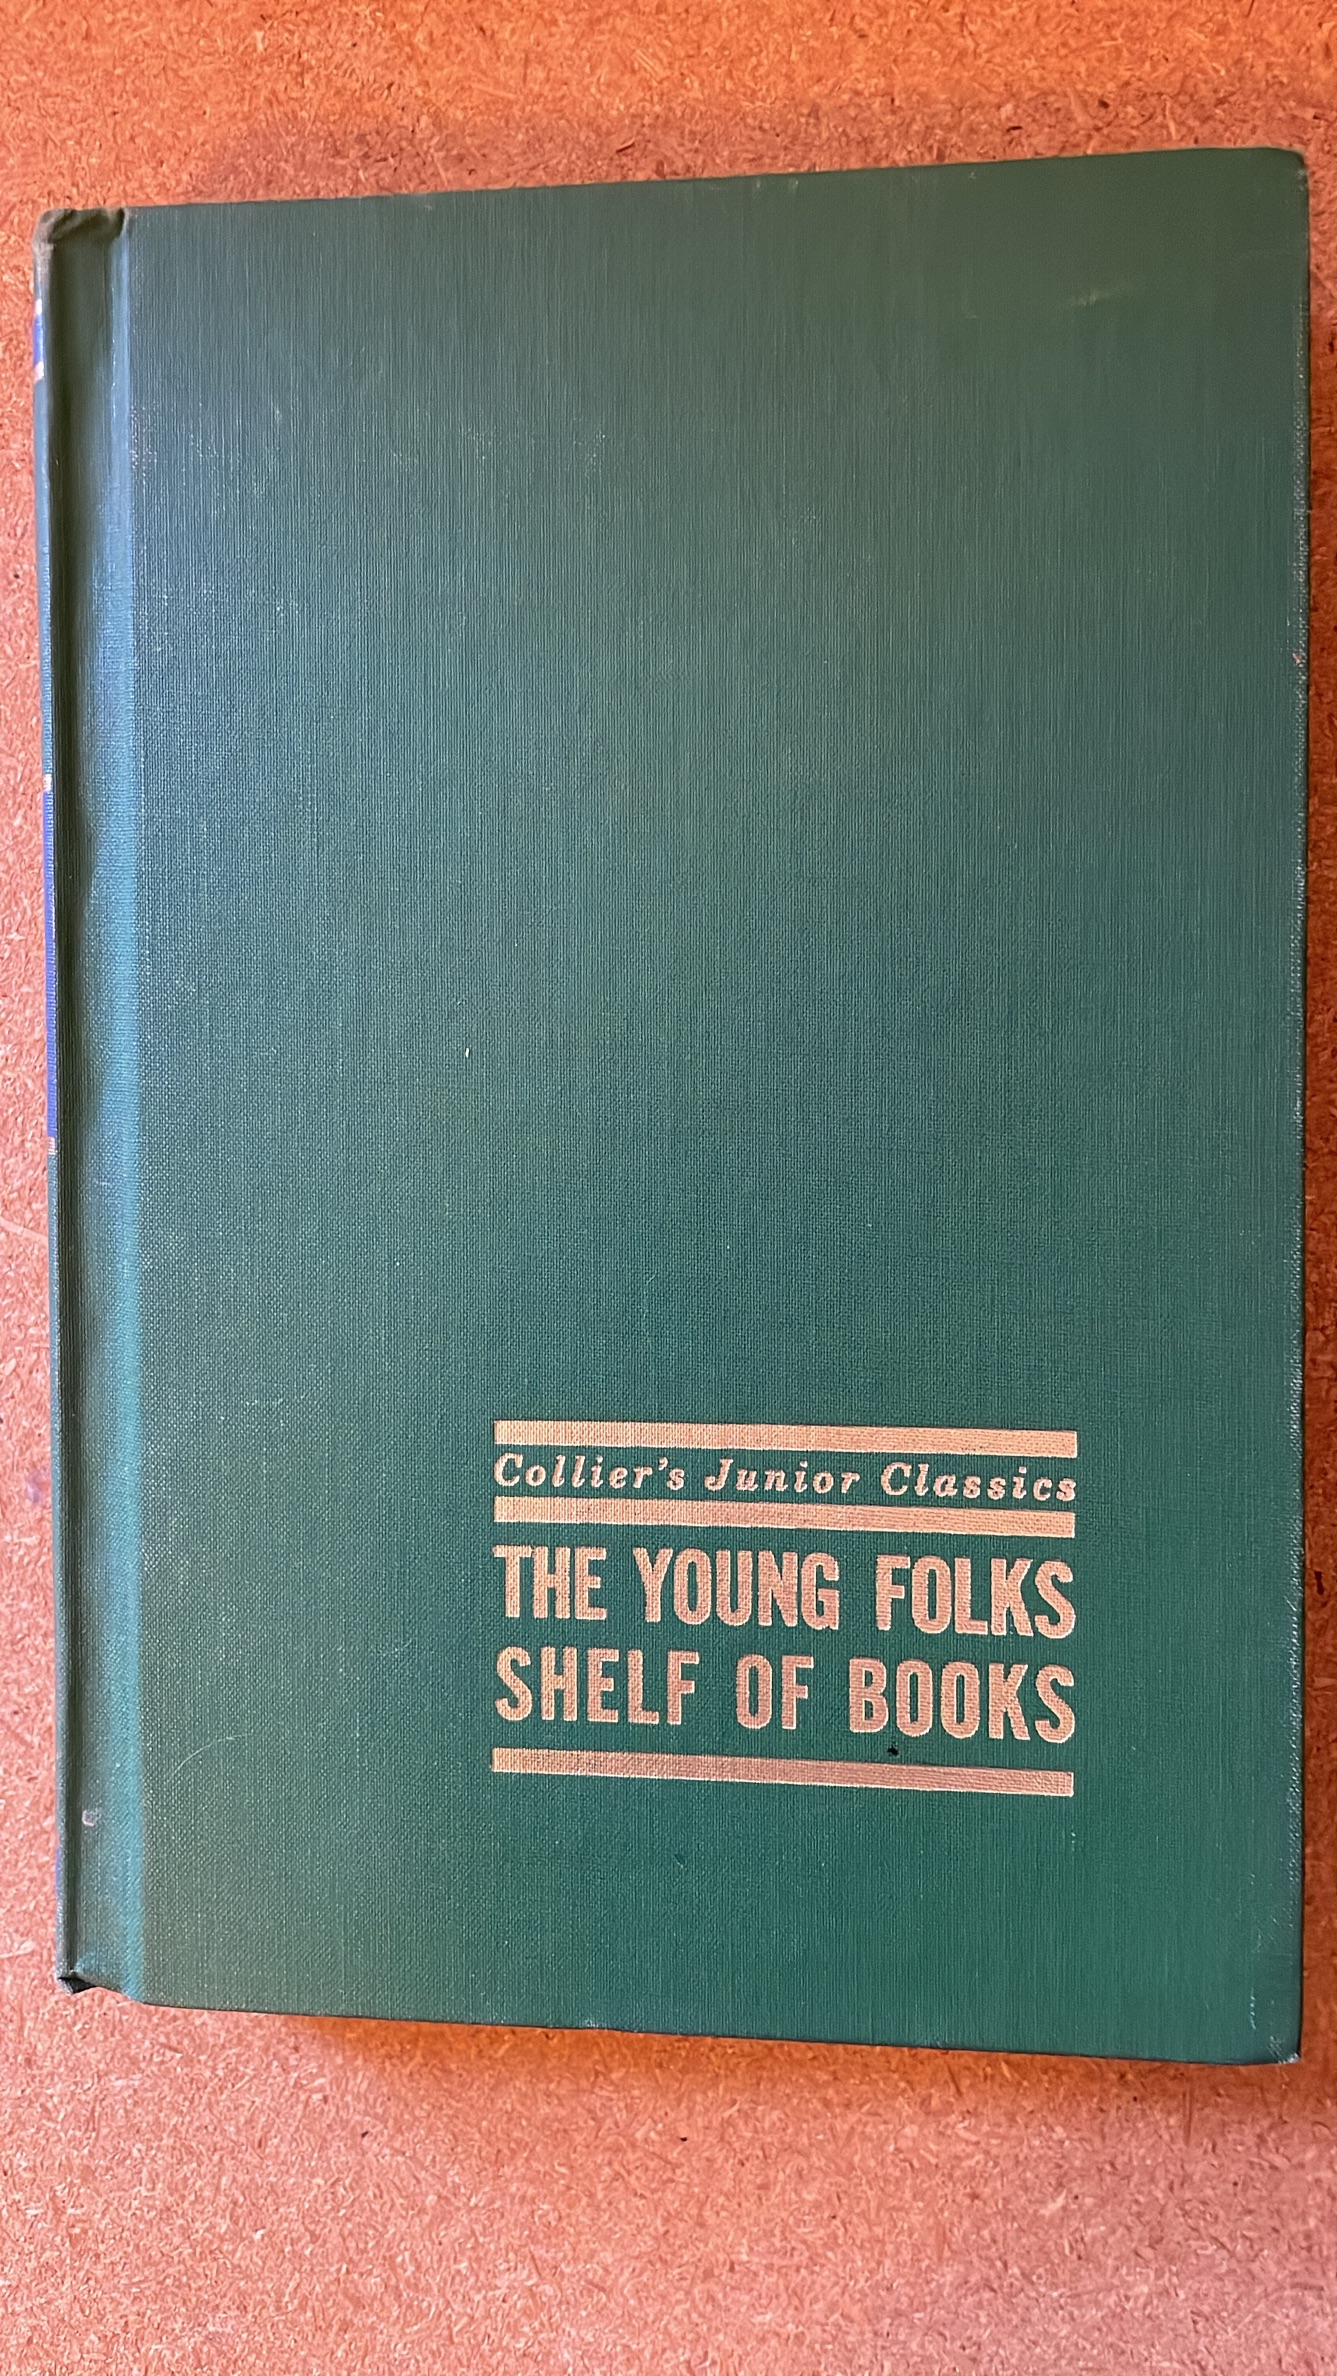 Collier's Junior Classics
THE YOUNG FOLKS
SHELF OF BOOKS